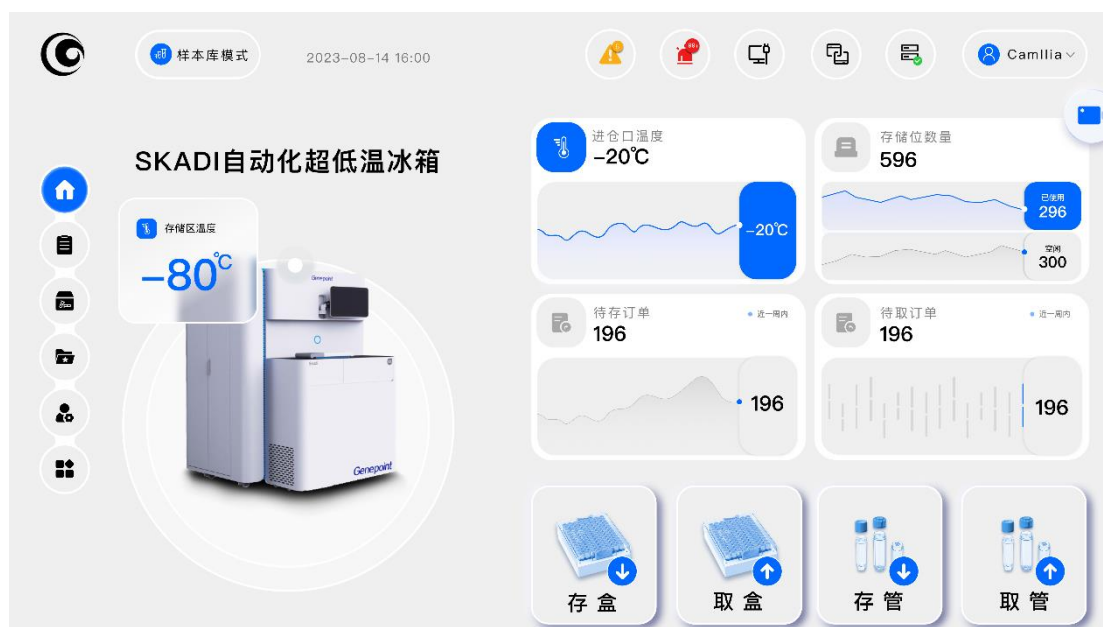 样本库模式
2023-08-14 16:00
Camllia
SKADI自动化超低温冰箱
存储区温度
-80℃
Genepoint
进仓口温度
-20℃
-20℃
存储位数量
596
已使用
296
空闲
300
待存订单
近一周内
196
196
待取订单
近一周内
196
196
存盒
取盒
存管
取管